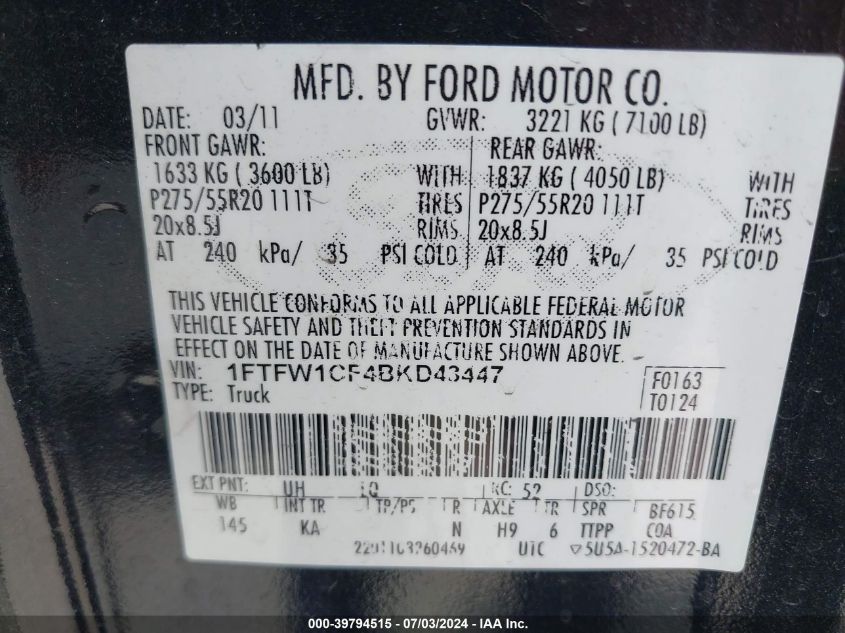 MFD. BY FORD MOTOR CO.
DATE: 03/11 GVWR: 3221 KG ( 7100 LB)
FRONT GAWR: REAR GAWR:
1633 KG ( 3600 LB) WITH 1837 KG ( 4050 LB) WITH
P275/55R20 111T TIRES P275/55R20 111T TIRES
20x8.5J RIMS 20x8.5J RIMS
AT 240 kPa/ 35 PSI COLD AT 240 kPa/ 35 PSI COLD
THIS VEHICLE CONFORMS TO ALL APPLICABLE FEDERAL MOTOR
VEHICLE SAFETY AND THEFT PREVENTION STANDARDS IN
EFFECT ON THE DATE OF MANUFACTURE SHOWN ABOVE.
VIN: 1FTFW1CF4BKD43447 F0163
TYPE: Truck T0124
EXT PNT: UH RC: 52 DSO:
WB INT TR TP/PS R AXLE TR SPR BF615
145 KA N H9 6 TTPP COA
UTC ▽5U5A-1520472-BA
000-39794515 - 07/03/2024 - IAA Inc.